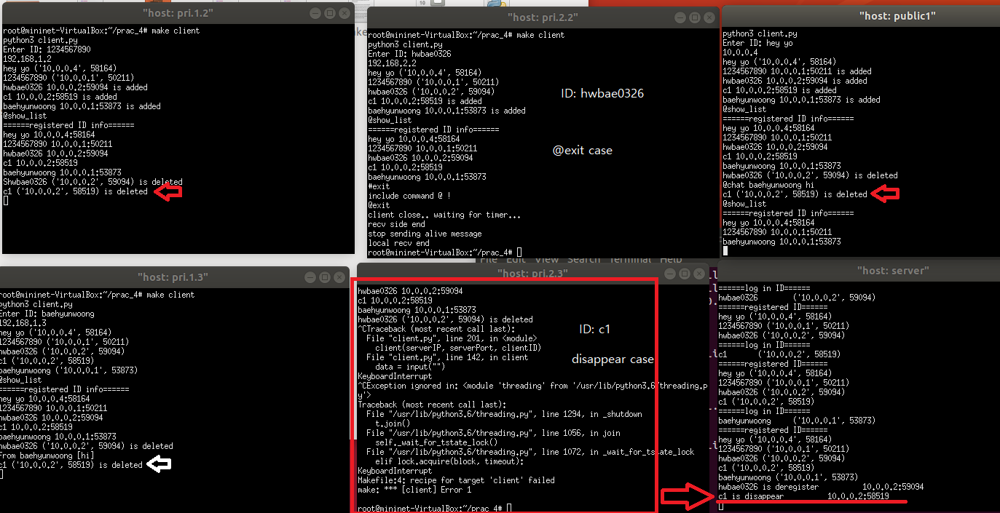 "host: pri.1.2"
root@mininet-VirtualBox:~/prac_4# make client
python3 client.py
Enter ID: 1234567890
192.168.1.2
hey yo ('10.0.0.4', 58164)
1234567890 ('10.0.0.1', 50211)
hwbae0326 10.0.0.2:59094 is added
c1 10.0.0.2:58519 is added
baehyunwoong 10.0.0.1:53873 is added
@show_list
======registered ID info======
hey yo 10.0.0.4:58164
1234567890 10.0.0.1:50211
hwbae0326 10.0.0.2:59094
c1 10.0.0.2:58519
baehyunwoong 10.0.0.1:53873
Shwbae0326 ('10.0.0.2', 59094) is deleted
c1 ('10.0.0.2', 58519) is deleted
"host: pri.2.2"
root@mininet-VirtualBox:~/prac_4# make client
python3 client.py
Enter ID: hwbae0326
192.168.2.2
hey yo ('10.0.0.4', 58164)
1234567890 ('10.0.0.1', 50211)
hwbae0326 ('10.0.0.2', 59094)
c1 10.0.0.2:58519 is added
baehyunwoong 10.0.0.1:53873 is added
@show_list
======registered ID info======
hey yo 10.0.0.4:58164
1234567890 10.0.0.1:50211
hwbae0326 10.0.0.2:59094
c1 10.0.0.2:58519
baehyunwoong 10.0.0.1:53873
#exit
include command @ !
@exit
client close.. waiting for timer...
recv side end
stop sending alive message
local recv end
root@mininet-VirtualBox:~/prac_4#
ID: hwbae0326
@exit case
"host: public1"
python3 client.py
Enter ID: hey yo
10.0.0.4
hey yo ('10.0.0.4', 58164)
1234567890 10.0.0.1:50211 is added
hwbae0326 10.0.0.2:59094 is added
c1 10.0.0.2:58519 is added
baehyunwoong 10.0.0.1:53873 is added
@show_list
======registered ID info======
hey yo 10.0.0.4:58164
1234567890 10.0.0.1:50211
hwbae0326 10.0.0.2:59094
c1 10.0.0.2:58519
baehyunwoong 10.0.0.1:53873
hwbae0326 ('10.0.0.2', 59094) is deleted
@chat baehyunwoong hi
c1 ('10.0.0.2', 58519) is deleted
@show_list
======registered ID info======
hey yo 10.0.0.4:58164
1234567890 10.0.0.1:50211
baehyunwoong 10.0.0.1:53873
File Edit View Search Terminal Help
"host: pri.1.3"
root@mininet-VirtualBox:~/prac_4# make client
python3 client.py
Enter ID: baehyunwoong
192.168.1.3
hey yo ('10.0.0.4', 58164)
1234567890 ('10.0.0.1', 50211)
hwbae0326 ('10.0.0.2', 59094)
c1 ('10.0.0.2', 58519)
baehyunwoong ('10.0.0.1', 53873)
@show_list
======registered ID info======
hey yo 10.0.0.4:58164
1234567890 10.0.0.1:50211
hwbae0326 10.0.0.2:59094
c1 10.0.0.2:58519
baehyunwoong 10.0.0.1:53873
hwbae0326 ('10.0.0.2', 59094) is deleted
From baehyunwoong [hi]
c1 ('10.0.0.2', 58519) is deleted
"host: pri.2.3"
hwbae0326 10.0.0.2:59094
c1 10.0.0.2:58519
baehyunwoong 10.0.0.1:53873
hwbae0326 ('10.0.0.2', 59094) is deleted
^CTraceback (most recent call last):
File "client.py", line 201, in <module>
client(serverIP, serverPort, clientID)
File "client.py", line 142, in client
data = input("")
KeyboardInterrupt
^CException ignored in: <module 'threading' from '/usr/lib/python3.6/threading.p
y'>
Traceback (most recent call last):
File "/usr/lib/python3.6/threading.py", line 1294, in _shutdown
t.join()
File "/usr/lib/python3.6/threading.py", line 1056, in join
self._wait_for_tstate_lock()
File "/usr/lib/python3.6/threading.py", line 1072, in _wait_for_tstate_lock
elif lock.acquire(block, timeout):
KeyboardInterrupt
Makefile:4: recipe for target 'client' failed
make: *** [client] Error 1
root@mininet-VirtualBox:~/prac_4#
ID: c1
disappear case
"host: server"
======log in ID======
hwbae0326 ('10.0.0.2', 59094)
======registered ID======
hey yo ('10.0.0.4', 58164)
1234567890 ('10.0.0.1', 50211)
hwbae0326 ('10.0.0.2', 59094)
======log in ID======
c1 ('10.0.0.2', 58519)
======registered ID======
hey yo ('10.0.0.4', 58164)
1234567890 ('10.0.0.1', 50211)
hwbae0326 ('10.0.0.2', 59094)
c1 ('10.0.0.2', 58519)
======log in ID======
baehyunwoong ('10.0.0.1', 53873)
======registered ID======
hey yo ('10.0.0.4', 58164)
1234567890 ('10.0.0.1', 50211)
hwbae0326 ('10.0.0.2', 59094)
c1 ('10.0.0.2', 58519)
baehyunwoong ('10.0.0.1', 53873)
hwbae0326 is deregister 10.0.0.2:59094
c1 is disappear 10.0.0.2:58519